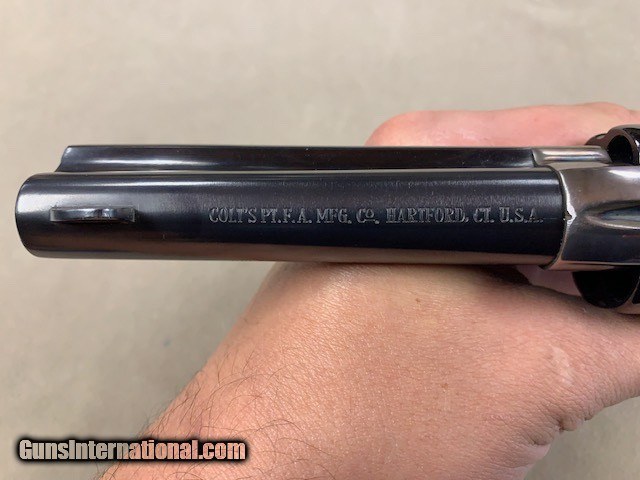 COLT'S PT.F.A. MFG. Co. HARTFORD, CT. U.S.A.
GunsInternational.com